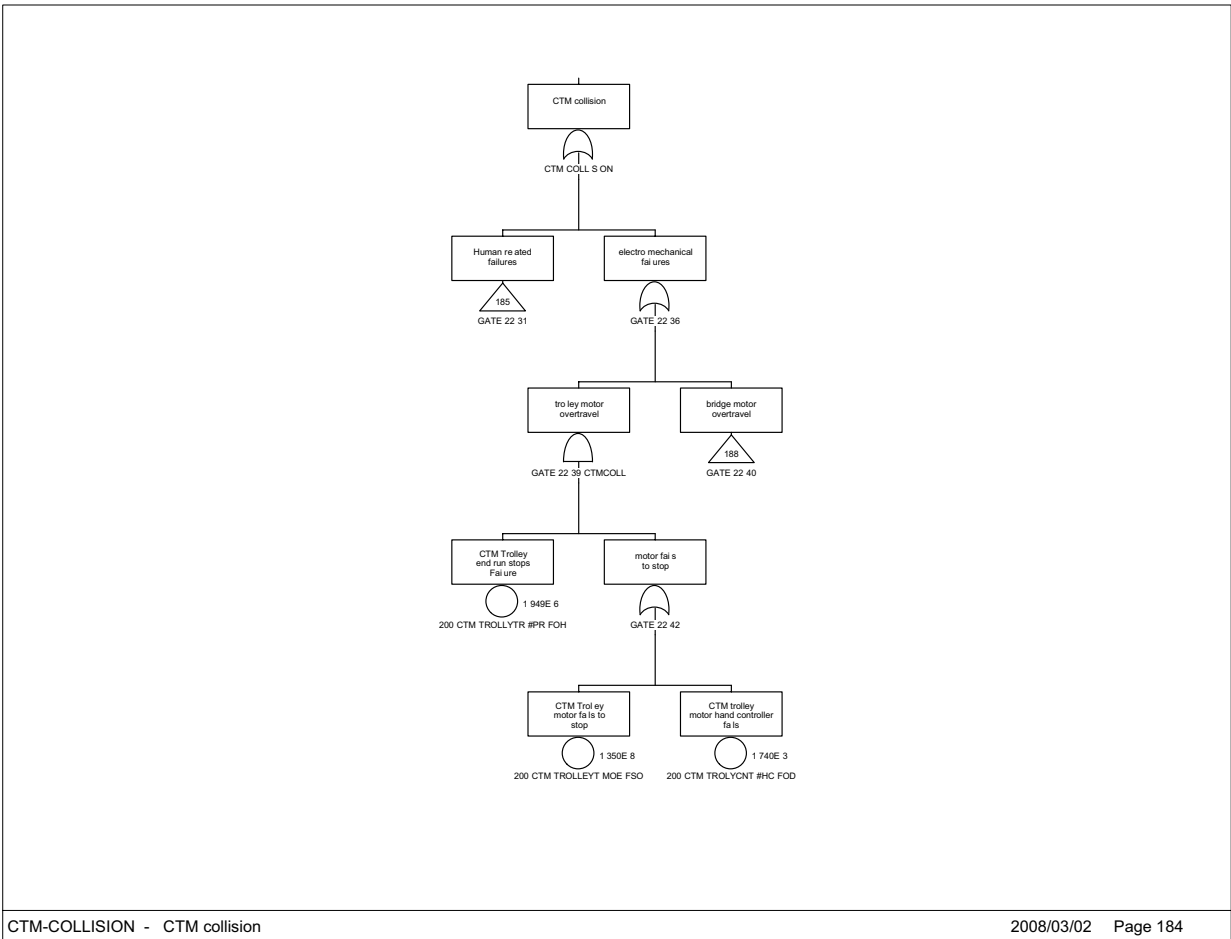 CTM collision
CTM COLL S ON
Human re ated
failures
185
GATE 22 31
electro mechanical
fai ures
GATE 22 36
tro ley motor
overtravel
GATE 22 39 CTMCOLL
bridge motor
overtravel
188
GATE 22 40
CTM Trolley
end run stops
Fai ure
1 949E 6
200 CTM TROLLYTR #PR FOH
motor fai s
to stop
GATE 22 42
CTM Trol ey
motor fa ls to
stop
1 350E 8
200 CTM TROLLEYT MOE FSO
CTM trolley
motor hand controller
fa ls
1 740E 3
200 CTM TROLYCNT #HC FOD
CTM-COLLISION - CTM collision
2008/03/02 Page 184